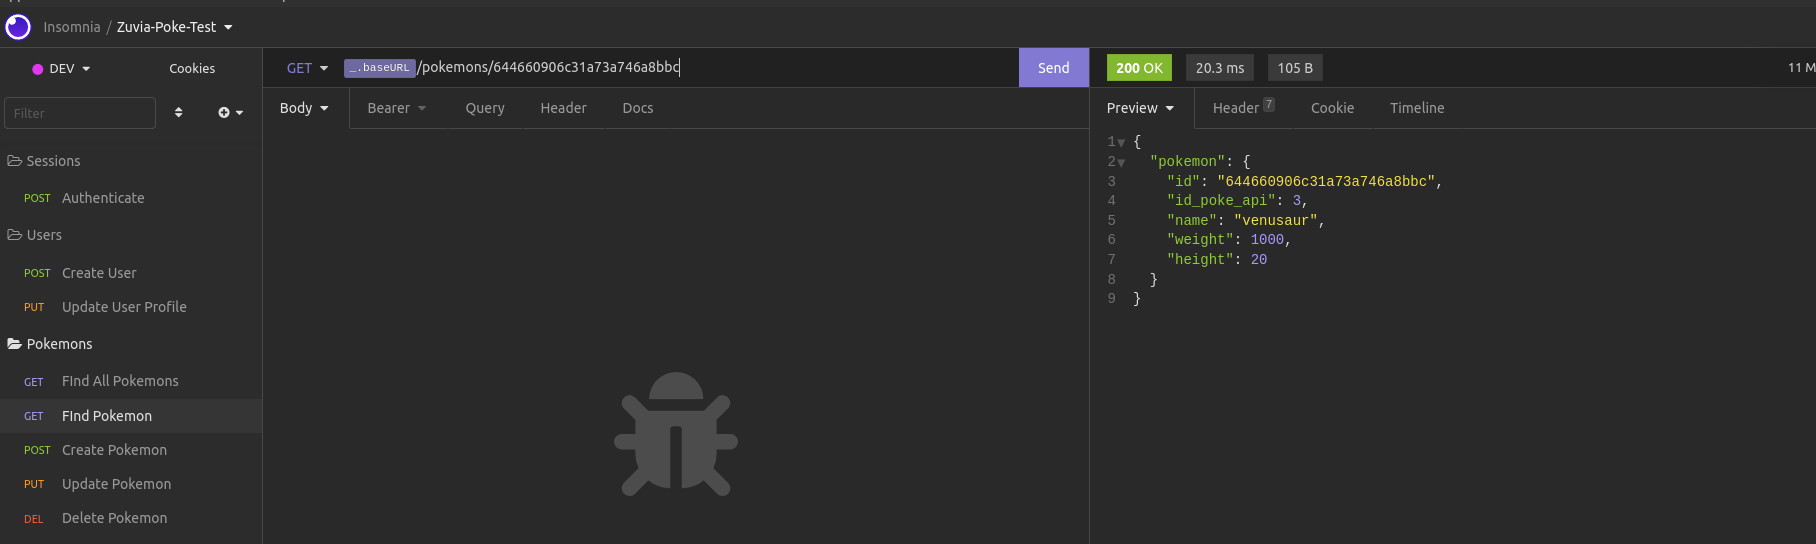 Insomnia / Zuvia-Poke-Test
DEV
Cookies
Filter
Sessions
POST Authenticate
Users
POST Create User
PUT Update User Profile
Pokemons
GET FInd All Pokemons
GET FInd Pokemon
POST Create Pokemon
PUT Update Pokemon
DEL Delete Pokemon
GET _.baseURL/pokemons/644660906c31a73a746a8bbc
Send
Body Bearer Query Header Docs
200 OK 20.3 ms 105 B 11 M
Preview Header 7 Cookie Timeline
1 {
2 "pokemon": {
3 "id": "644660906c31a73a746a8bbc",
4 "id_poke_api": 3,
5 "name": "venusaur",
6 "weight": 1000,
7 "height": 20
8 }
9 }